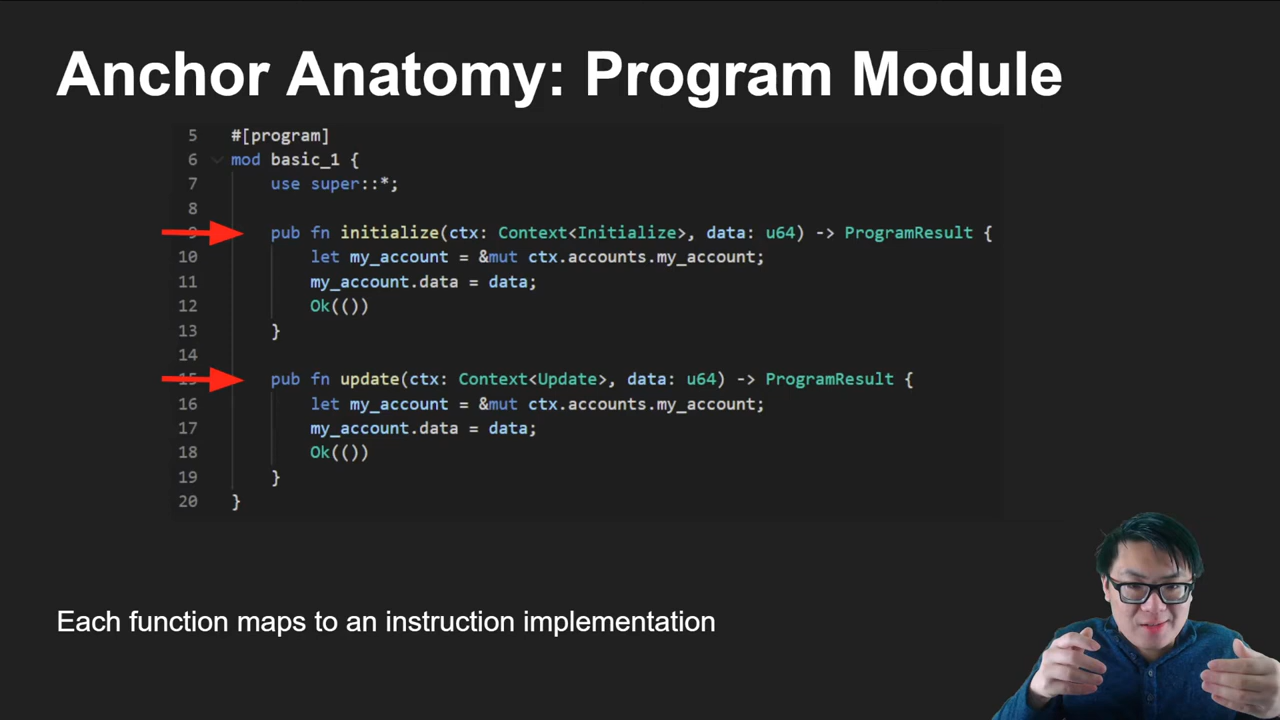 Anchor Anatomy: Program Module
5 #[program]
6 mod basic_1 {
7 use super::*;
8
9 pub fn initialize(ctx: Context<Initialize>, data: u64) -> ProgramResult {
10 let my_account = &mut ctx.accounts.my_account;
11 my_account.data = data;
12 Ok(())
13 }
14
15 pub fn update(ctx: Context<Update>, data: u64) -> ProgramResult {
16 let my_account = &mut ctx.accounts.my_account;
17 my_account.data = data;
18 Ok(())
19 }
20 }
Each function maps to an instruction implementation